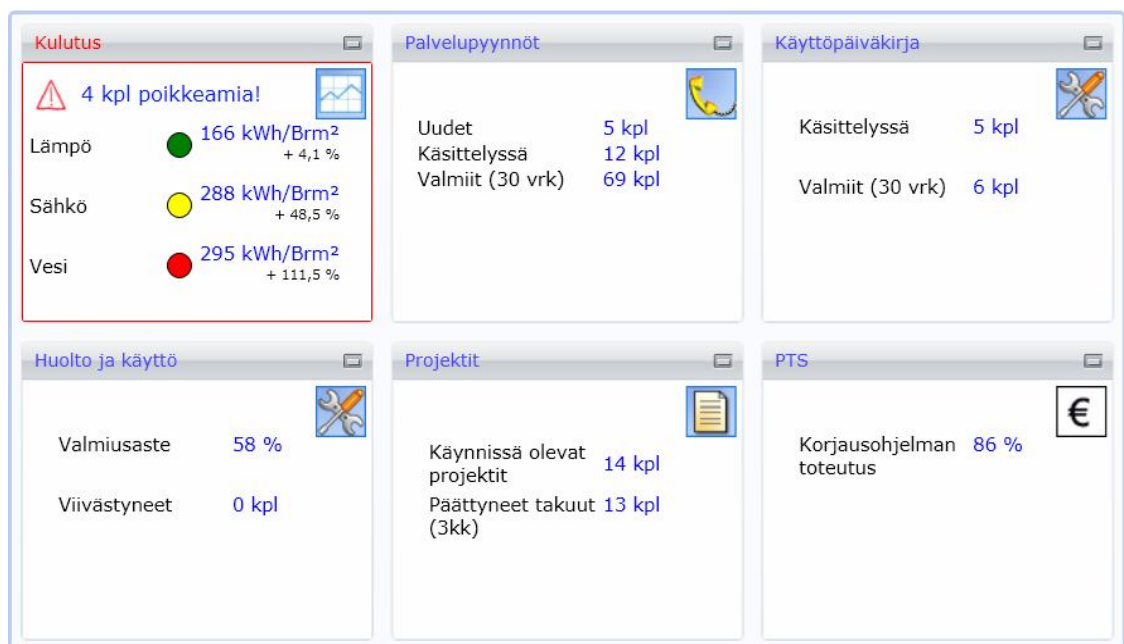 Kulutus
4 kpl poikkeamia!
Lämpö 166 kWh/Brm²
+ 4,1 %
Sähkö 288 kWh/Brm²
+ 48,5 %
Vesi 295 kWh/Brm²
+ 111,5 %
Palvelupyynnöt
Uudet 5 kpl
Käsittelyssä 12 kpl
Valmiit (30 vrk) 69 kpl
Käyttöpäiväkirja
Käsittelyssä 5 kpl
Valmiit (30 vrk) 6 kpl
Huolto ja käyttö
Valmiusaste 58 %
Viivästyneet 0 kpl
Projektit
Käynnissä olevat
projektit 14 kpl
Päättyneet takuut 13 kpl
(3kk)
PTS
€
Korjausohjelman 86 %
toteutus